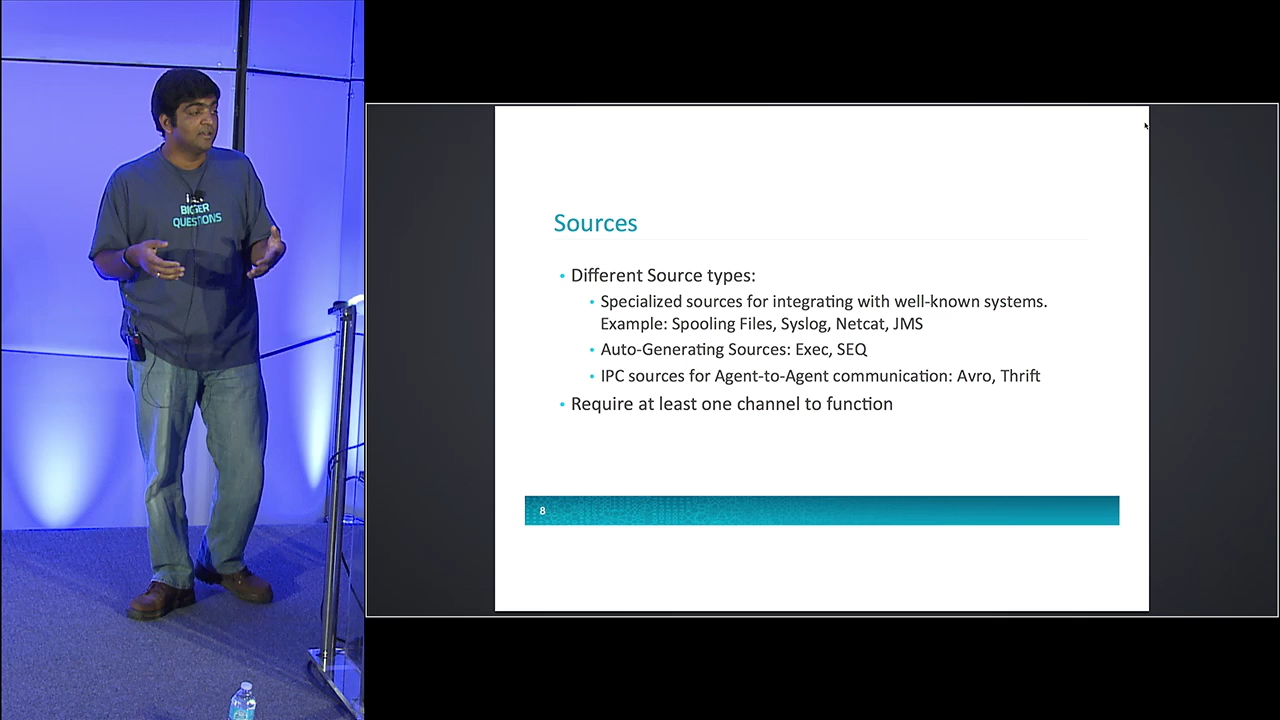 BIGGER
QUESTIONS
Sources
• Different Source types:
• Specialized sources for integrating with well-known systems.
Example: Spooling Files, Syslog, Netcat, JMS
• Auto-Generating Sources: Exec, SEQ
• IPC sources for Agent-to-Agent communication: Avro, Thrift
• Require at least one channel to function
8